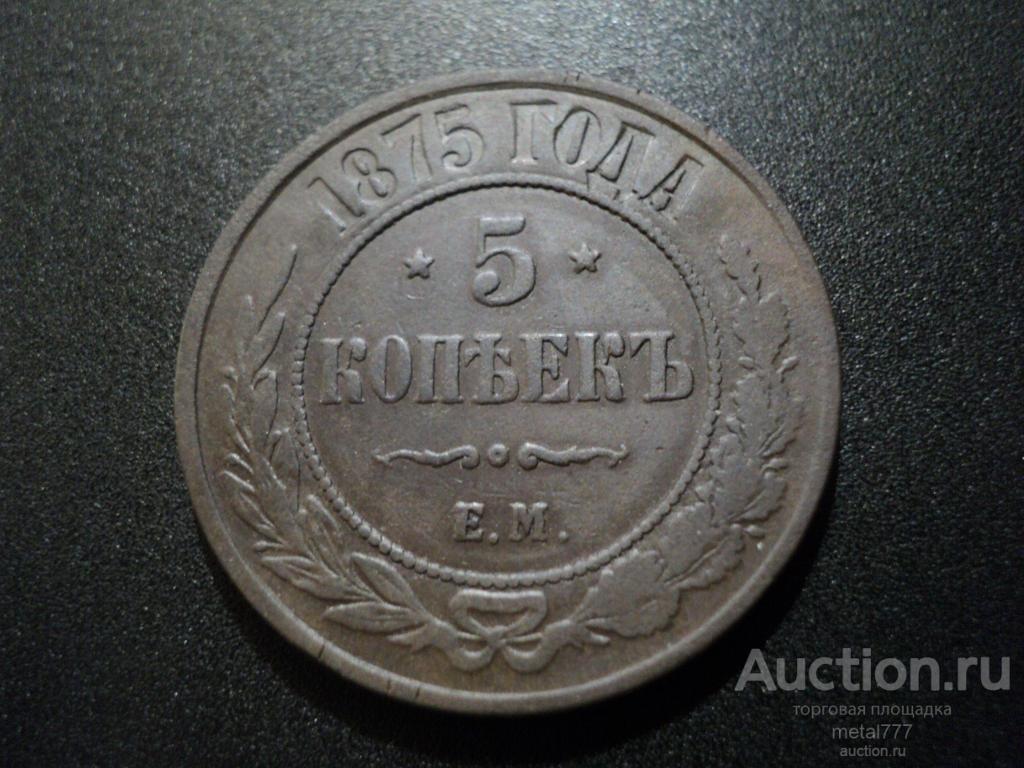 1875 ГОДА
5
КОПѢЕКЪ
Е.М.
Auction.ru
торговая площадка
metal777
auction.ru